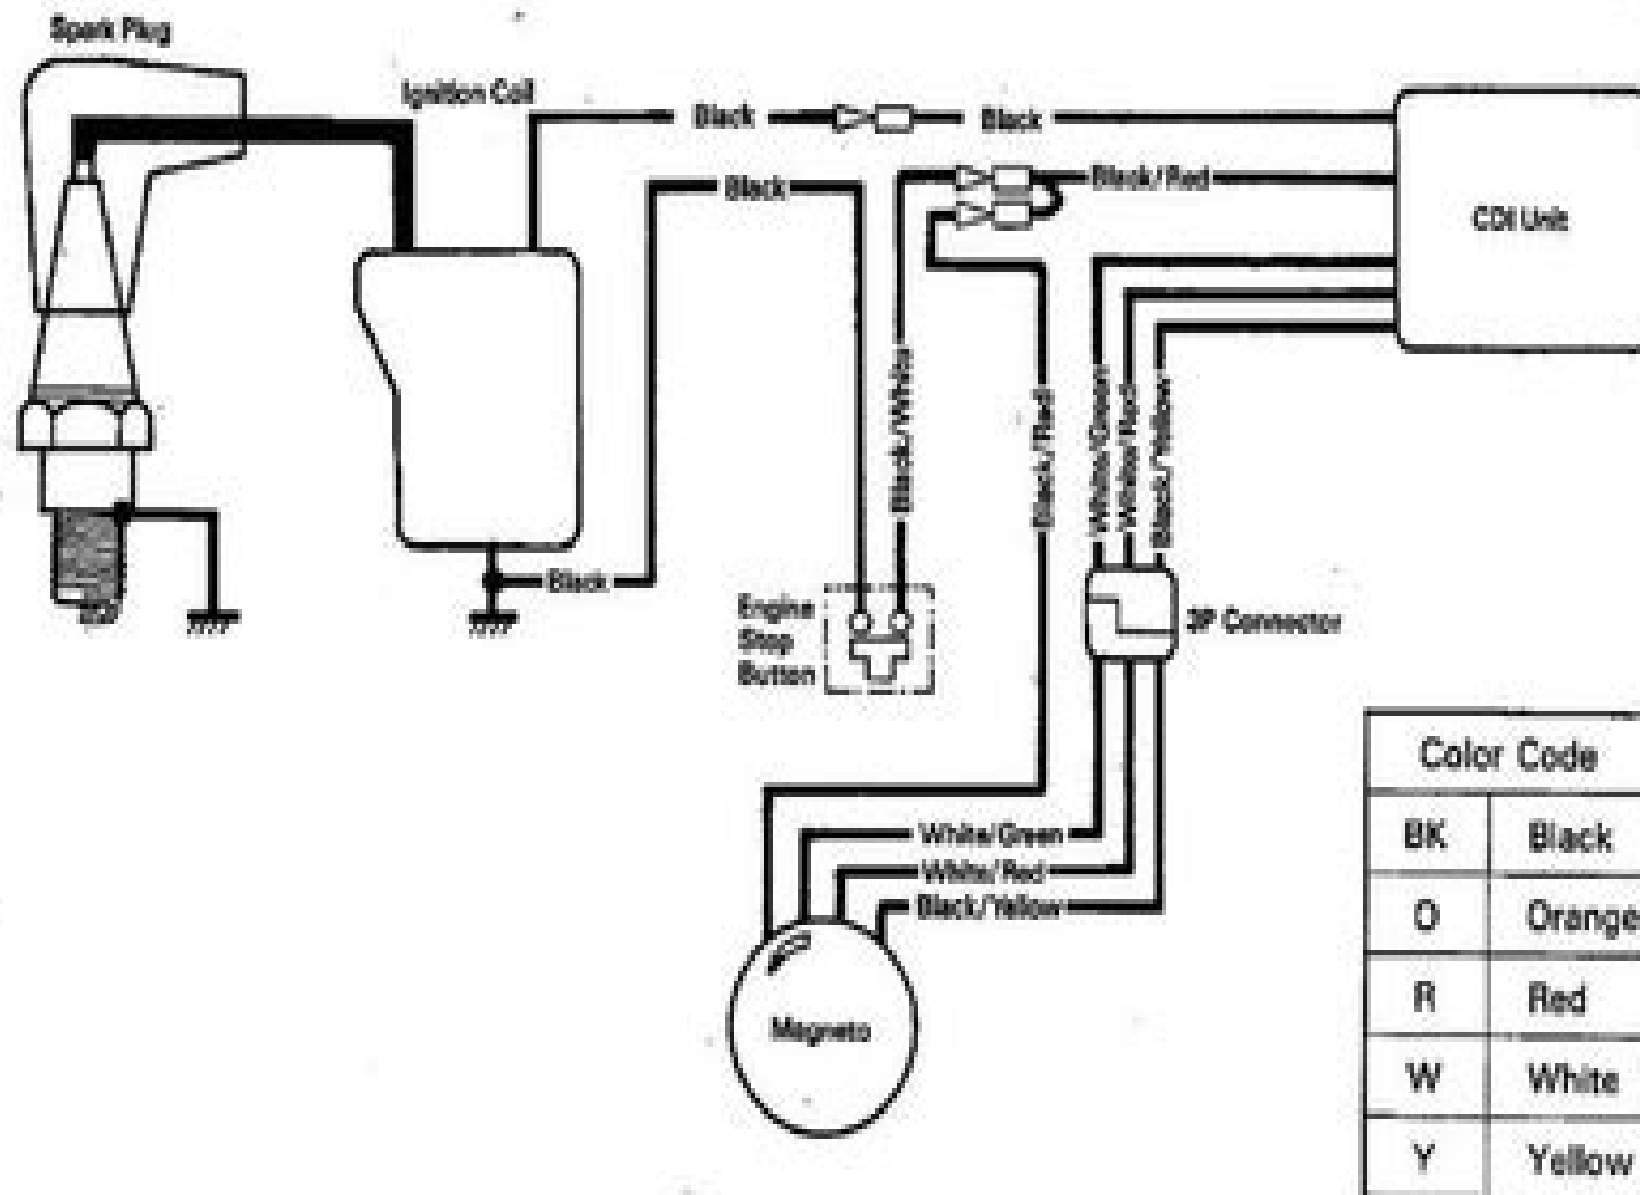 Spark Plug
Ignition Coil
Black
Black
Black
Black/Red
CDI Unit
Black/White
Black/Red
White/Green
White/Red
Black/Yellow
Black
Engine
Stop
Button
3P Connector
White/Green
White/Red
Black/Yellow
Magneto
Color Code
BK Black
O Orange
R Red
W White
Y Yellow